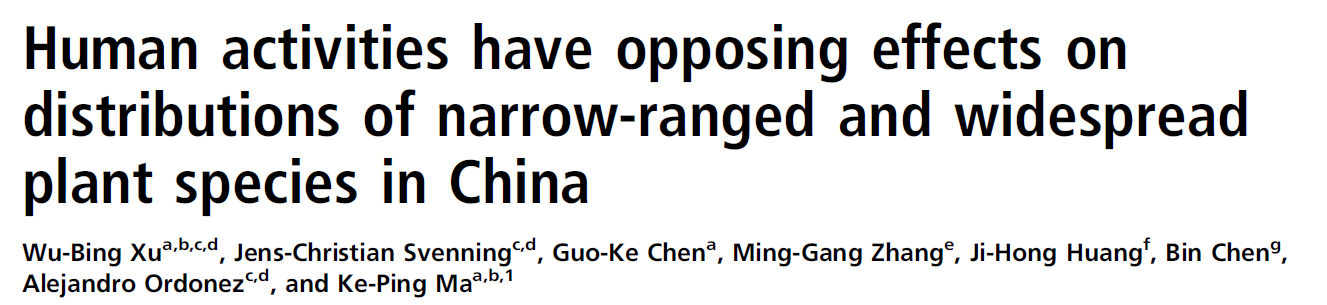 Human activities have opposing effects on
distributions of narrow-ranged and widespread
plant species in China
Wu-Bing Xua,b,c,d, Jens-Christian Svenningc,d, Guo-Ke Chena, Ming-Gang Zhange, Ji-Hong Huangf, Bin Cheng,
Alejandro Ordonezc,d, and Ke-Ping Maa,b,1